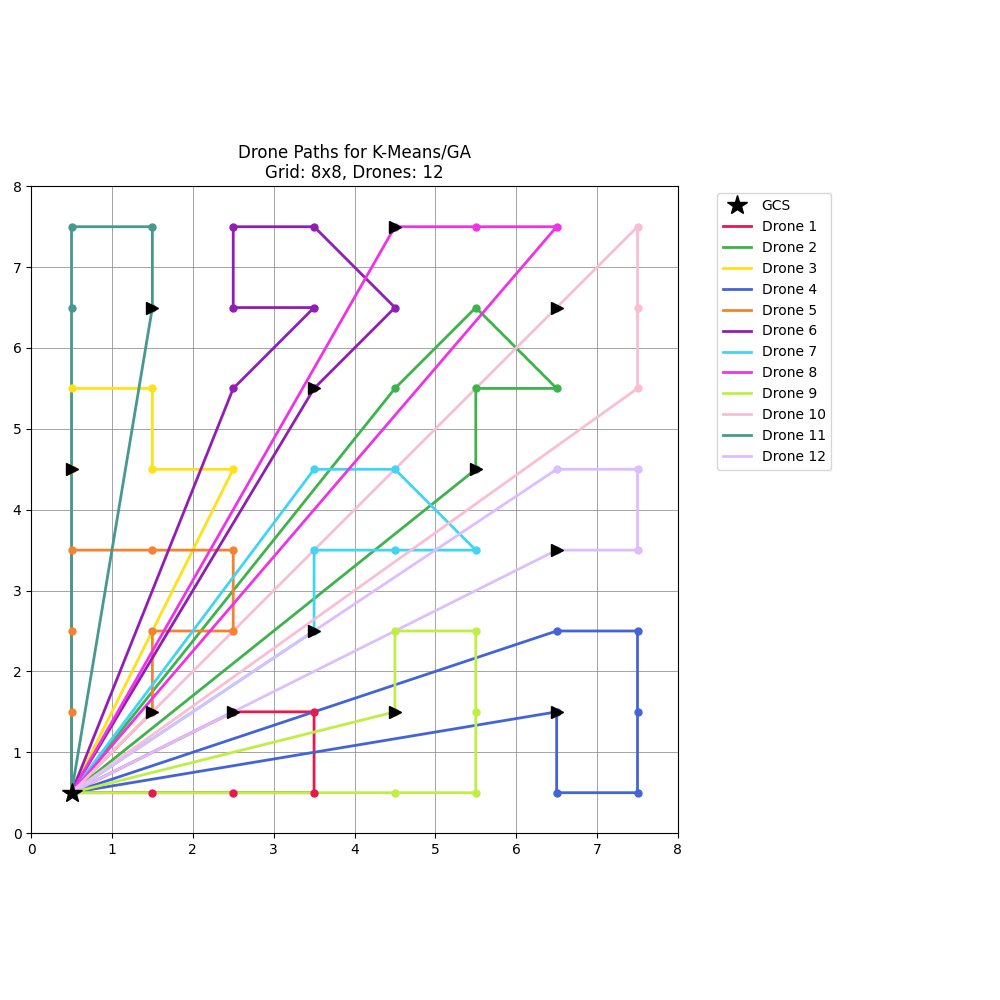 Drone Paths for K-Means/GA
Grid: 8x8, Drones: 12
8
7
6
5
4
3
2
1
0
0 1 2 3 4 5 6 7 8
GCS
Drone 1
Drone 2
Drone 3
Drone 4
Drone 5
Drone 6
Drone 7
Drone 8
Drone 9
Drone 10
Drone 11
Drone 12